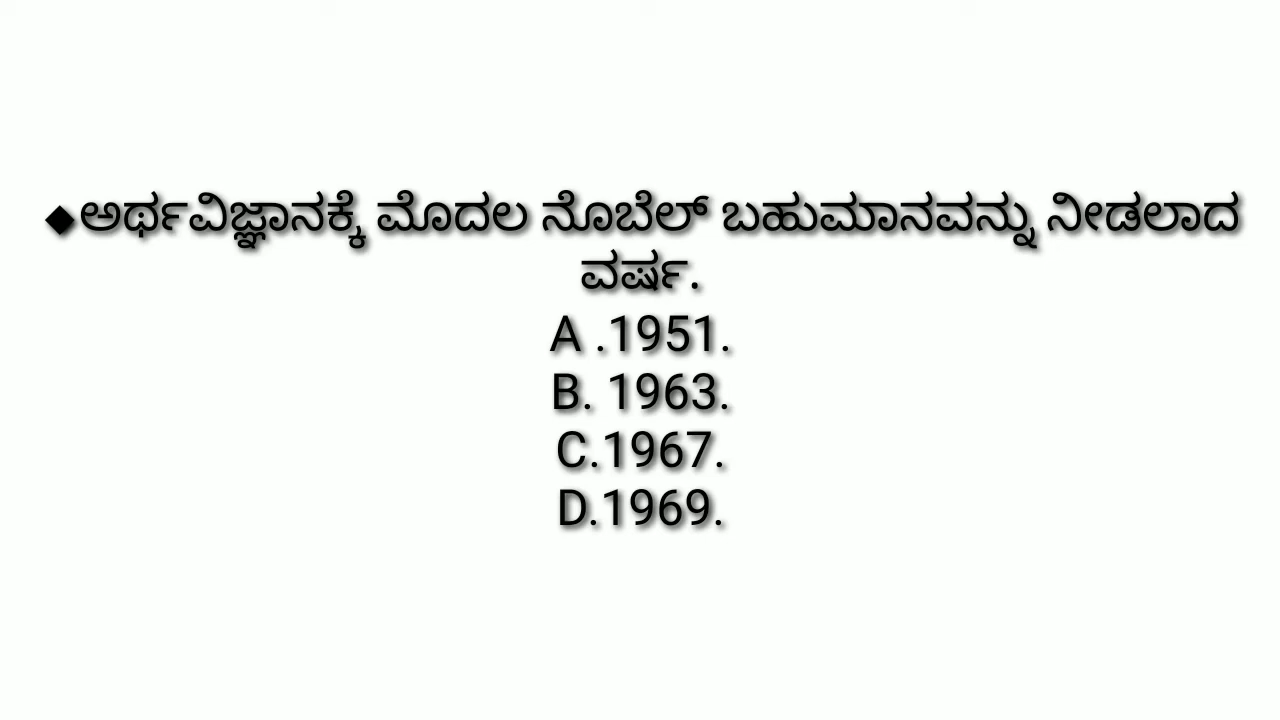 ◆ಅರ್ಥವಿಜ್ಞಾನಕ್ಕೆ ಮೊದಲ ನೊಬೆಲ್ ಬಹುಮಾನವನ್ನು ನೀಡಲಾದ
ವರ್ಷ.
A .1951.
B. 1963.
C.1967.
D.1969.